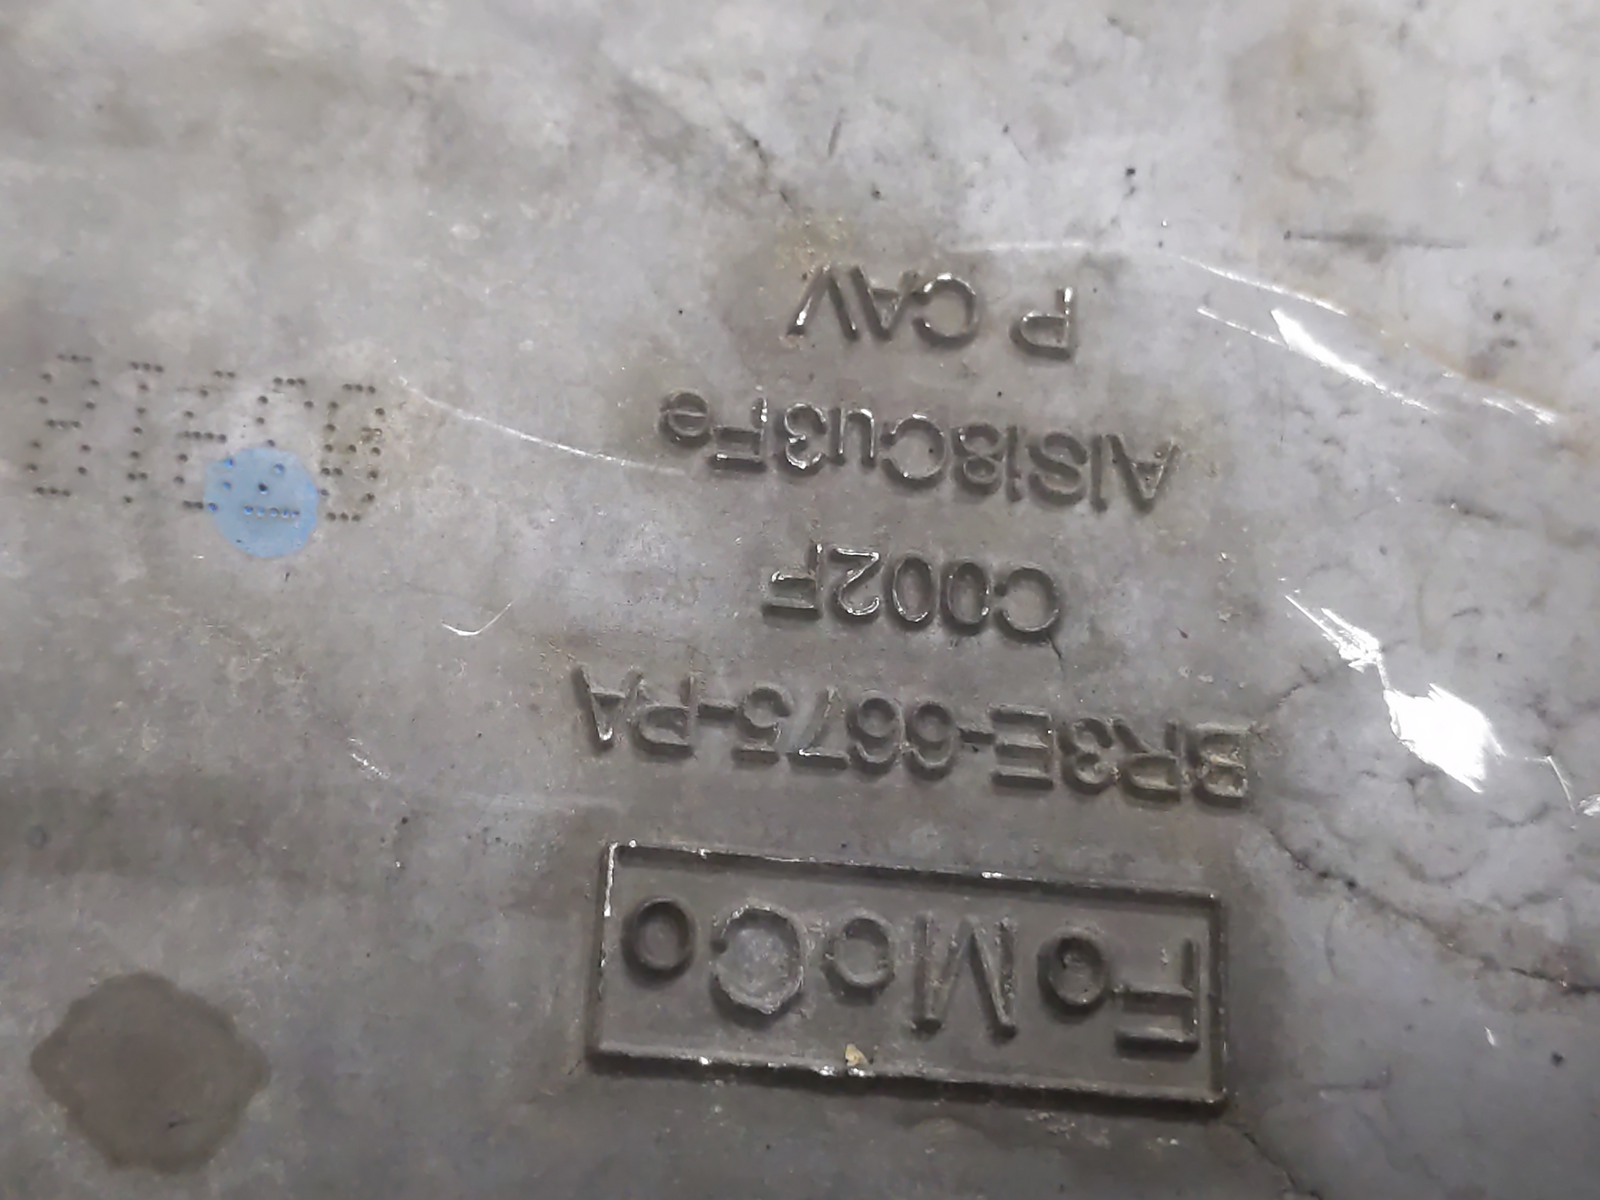 FoMoCo
BR3E-6675-PA
C002F
AlSi8Cu3Fe
P CAV